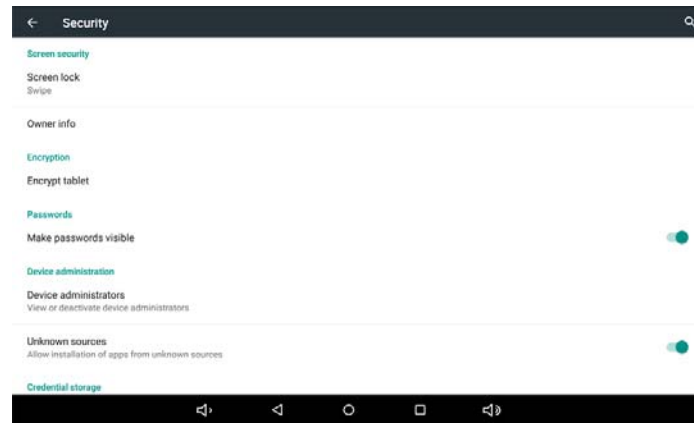 Security
Screen security
Screen lock
Swipe
Owner info
Encryption
Encrypt tablet
Passwords
Make passwords visible
Device administration
Device administrators
View or deactivate device administrators
Unknown sources
Allow installation of apps from unknown sources
Credential storage